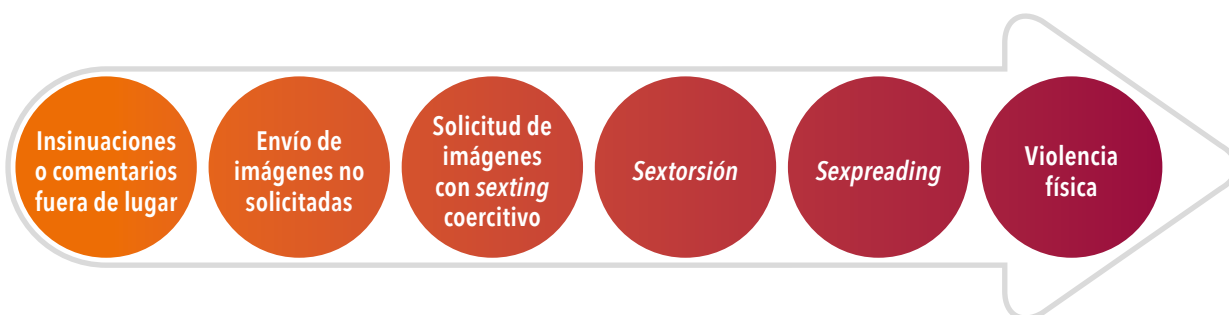 Insinuaciones
o comentarios
fuera de lugar
Envío de
imágenes no
solicitadas
Solicitud de
imágenes
con sexting
coercitivo
Sextorsión
Sexpreading
Violencia
física